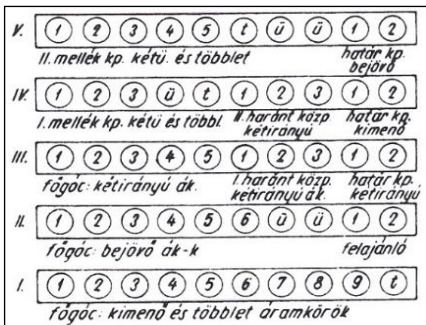 V. 1 2 3 4 5 t ü ü 1 2
II. mellék kp. kétü. és többlet határ kp. bejövő
IV. 1 2 3 ü t 1 2 3 1 2
I. mellék kp. kétü és többl. II. haránt közp. kétirányú határ kp. kimenő
III. 1 2 3 4 5 1 2 3 1 2
főgóc: kétirányú ák. I. haránt közp. kétirányú ák. határ kp. kétirányú
II. 1 2 3 4 5 6 ü ü 1 2
főgóc: bejövő ák-k felajánló
I. 1 2 3 4 5 6 7 8 9 t
főgóc: kimenő és többlet áramkörök